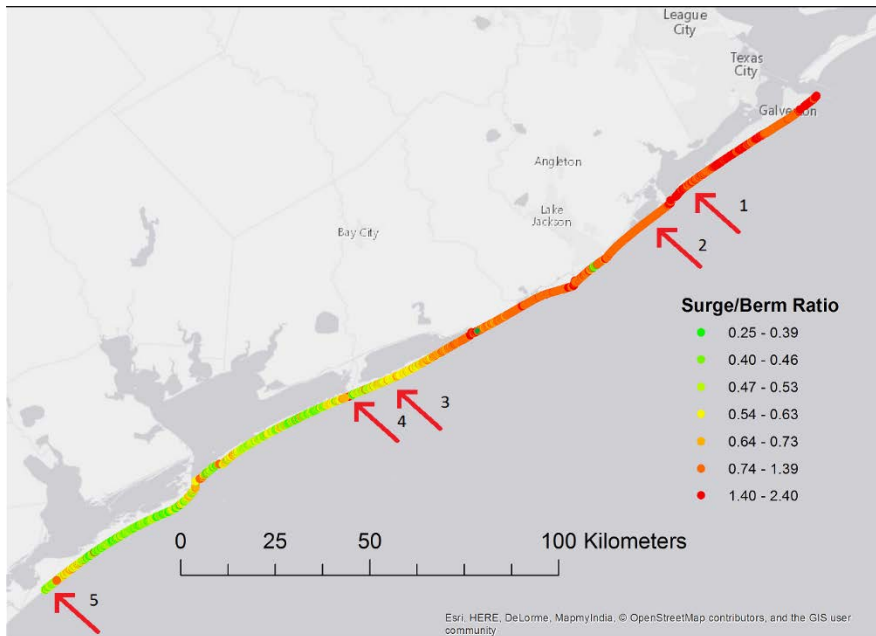 League
City
Texas
City
Galveston
Angleton
Lake
Jackson
Bay City
1
2
3
4
5
Surge/Berm Ratio
0.25 - 0.39
0.40 - 0.46
0.47 - 0.53
0.54 - 0.63
0.64 - 0.73
0.74 - 1.39
1.40 - 2.40
0 25 50 100 Kilometers
Esri, HERE, DeLorme, MapmyIndia, © OpenStreetMap contributors, and the GIS user
community